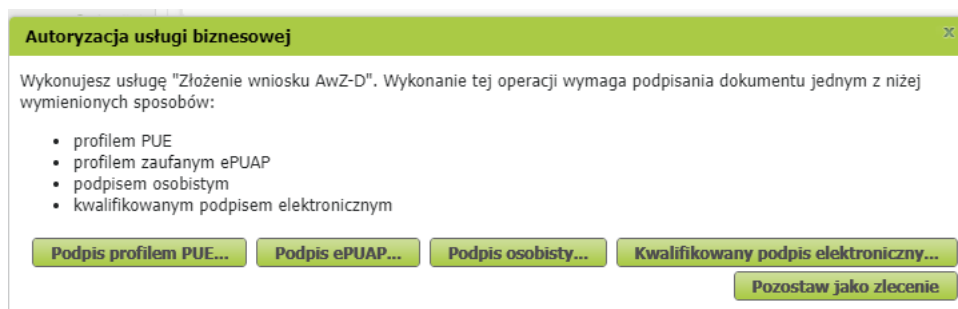 Autoryzacja usługi biznesowej
x
Wykonujesz usługę "Złożenie wniosku AwZ-D". Wykonanie tej operacji wymaga podpisania dokumentu jednym z niżej
wymienionych sposobów:
• profilem PUE
• profilem zaufanym ePUAP
• podpisem osobistym
• kwalifikowanym podpisem elektronicznym
Podpis profilem PUE... Podpis ePUAP... Podpis osobisty... Kwalifikowany podpis elektroniczny...
Pozostaw jako zlecenie